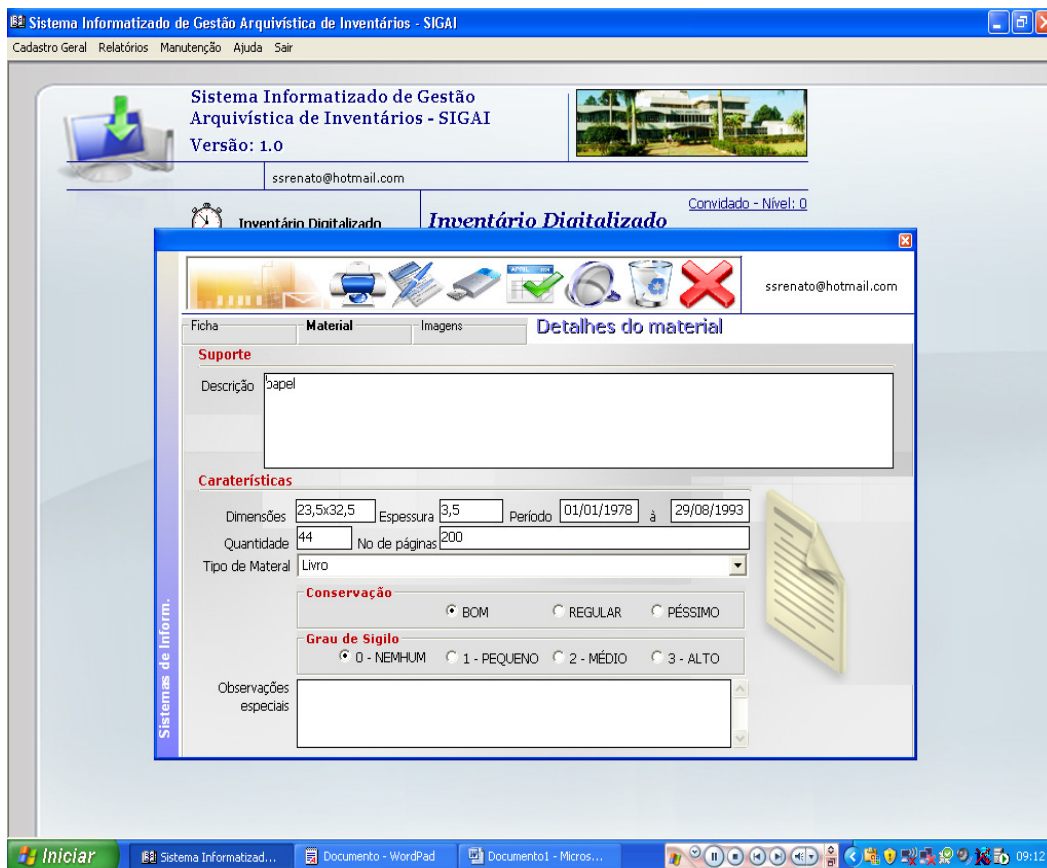 Sistema Informatizado de Gestão Arquivística de Inventários - SIGAI
Cadastro Geral Relatórios Manutenção Ajuda Sair
Sistema Informatizado de Gestão
Arquivística de Inventários - SIGAI
Versão: 1.0
ssrenato@hotmail.com
Convidado - Nível: 0
Inventário Digitalizado Inventário Digitalizado
APRIL
ssrenato@hotmail.com
Ficha Material Imagens Detalhes do material
Suporte
Descrição papel
Caraterísticas
Dimensões 23,5x32,5 Espessura 3,5 Período 01/01/1978 à 29/08/1993
Quantidade 44 No de páginas 200
Tipo de Materal Livro
Conservação
BOM REGULAR PÉSSIMO
Grau de Sigilo
0 - NEMHUM 1 - PEQUENO 2 - MÉDIO 3 - ALTO
Observações
especiais
Sistemas de Inform.
Iniciar Sistema Informatizad... Documento - WordPad Documento1 - Micros... 09:12